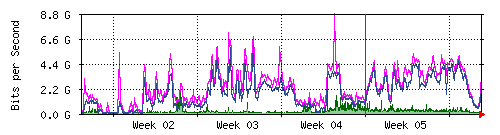 Bits per Second
8.8 G
6.6 G
4.4 G
2.2 G
0.0 G
Week 02 Week 03 Week 04 Week 05